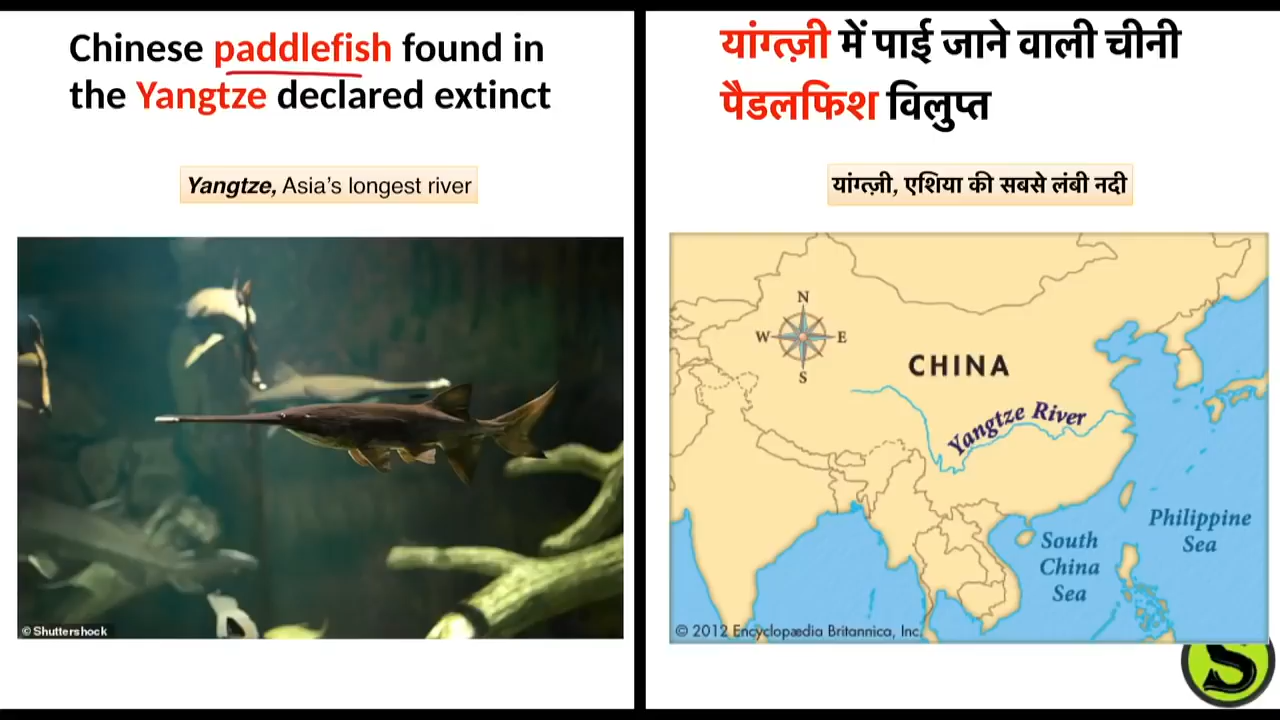 Chinese paddlefish found in
the Yangtze declared extinct
Yangtze, Asia's longest river
© Shutterstock
यांग्त्ज़ी में पाई जाने वाली चीनी
पैडलफिश विलुप्त
यांग्त्ज़ी, एशिया की सबसे लंबी नदी
N
W
E
S
CHINA
Yangtze River
Philippine
Sea
South
China
Sea
© 2012 Encyclopædia Britannica, Inc.
S